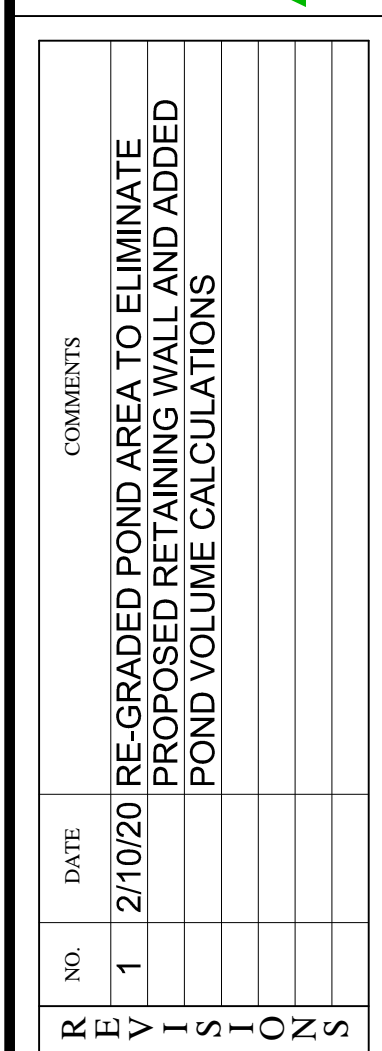 REVISIONS
NO. DATE COMMENTS
1 2/10/20 RE-GRADED POND AREA TO ELIMINATE
PROPOSED RETAINING WALL AND ADDED
POND VOLUME CALCULATIONS